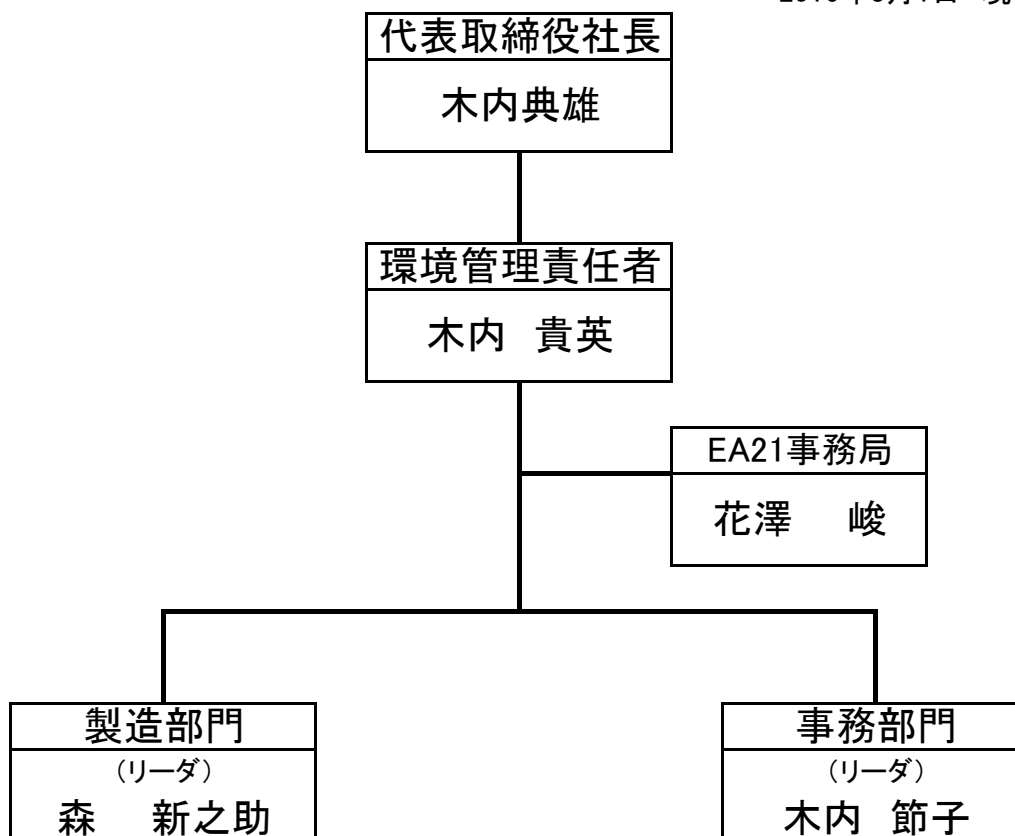 代表取締役社長
木内典雄
環境管理責任者
木内　貴英
EA21事務局
花澤　峻
製造部門
(リーダ)
森　新之助
事務部門
(リーダ)
木内　節子